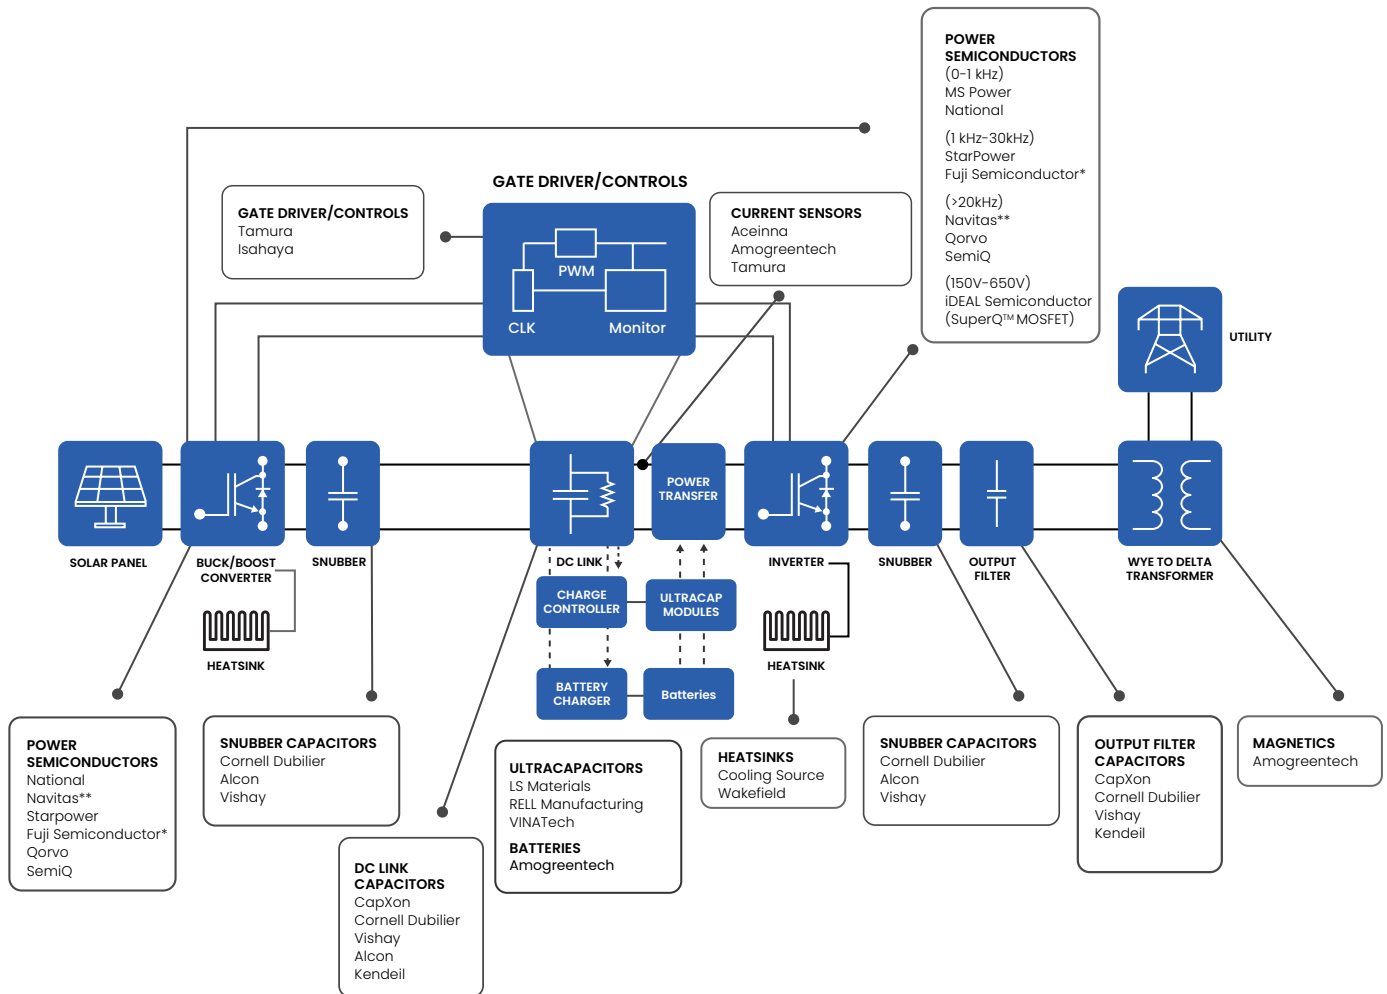 POWER
SEMICONDUCTORS
(0-1 kHz)
MS Power
National
(1 kHz-30kHz)
StarPower
Fuji Semiconductor*
(>20kHz)
Navitas**
Qorvo
SemiQ
(150V-650V)
iDEAL Semiconductor
(SuperQ™ MOSFET)
GATE DRIVER/CONTROLS
GATE DRIVER/CONTROLS
Tamura
Isahaya
PWM
CLK
Monitor
CURRENT SENSORS
Aceinna
Amogreentech
Tamura
UTILITY
POWER
TRANSFER
SOLAR PANEL
BUCK/BOOST
CONVERTER
SNUBBER
DC LINK
INVERTER
SNUBBER
OUTPUT
FILTER
WYE TO DELTA
TRANSFORMER
CHARGE
CONTROLLER
ULTRACAP
MODULES
HEATSINK
HEATSINK
BATTERY
CHARGER
Batteries
POWER
SEMICONDUCTORS
National
Navitas**
Starpower
Fuji Semiconductor*
Qorvo
SemiQ
SNUBBER CAPACITORS
Cornell Dubilier
Alcon
Vishay
DC LINK
CAPACITORS
CapXon
Cornell Dubilier
Vishay
Alcon
Kendeil
ULTRACAPACITORS
LS Materials
RELL Manufacturing
VINATech
BATTERIES
Amogreentech
HEATSINKS
Cooling Source
Wakefield
SNUBBER CAPACITORS
Cornell Dubilier
Alcon
Vishay
OUTPUT FILTER
CAPACITORS
CapXon
Cornell Dubilier
Vishay
Kendeil
MAGNETICS
Amogreentech